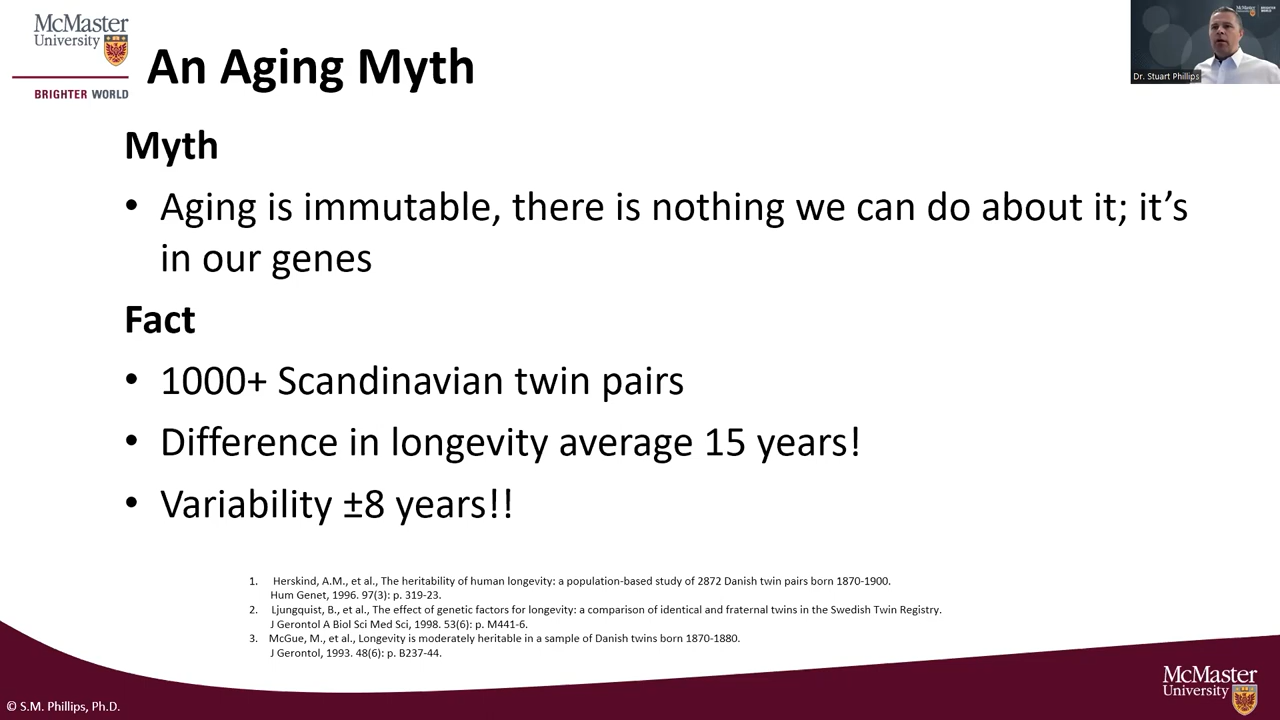 McMaster
University
BRIGHTER WORLD
An Aging Myth
McMaster
University
BRIGHTER
WORLD
Dr. Stuart Phillips
Myth
• Aging is immutable, there is nothing we can do about it; it’s
in our genes
Fact
• 1000+ Scandinavian twin pairs
• Difference in longevity average 15 years!
• Variability ±8 years!!
1. Herskind, A.M., et al., The heritability of human longevity: a population-based study of 2872 Danish twin pairs born 1870-1900.
Hum Genet, 1996. 97(3): p. 319-23.
2. Ljungquist, B., et al., The effect of genetic factors for longevity: a comparison of identical and fraternal twins in the Swedish Twin Registry.
J Gerontol A Biol Sci Med Sci, 1998. 53(6): p. M441-6.
3. McGue, M., et al., Longevity is moderately heritable in a sample of Danish twins born 1870-1880.
J Gerontol, 1993. 48(6): p. B237-44.
McMaster
University
© S.M. Phillips, Ph.D.